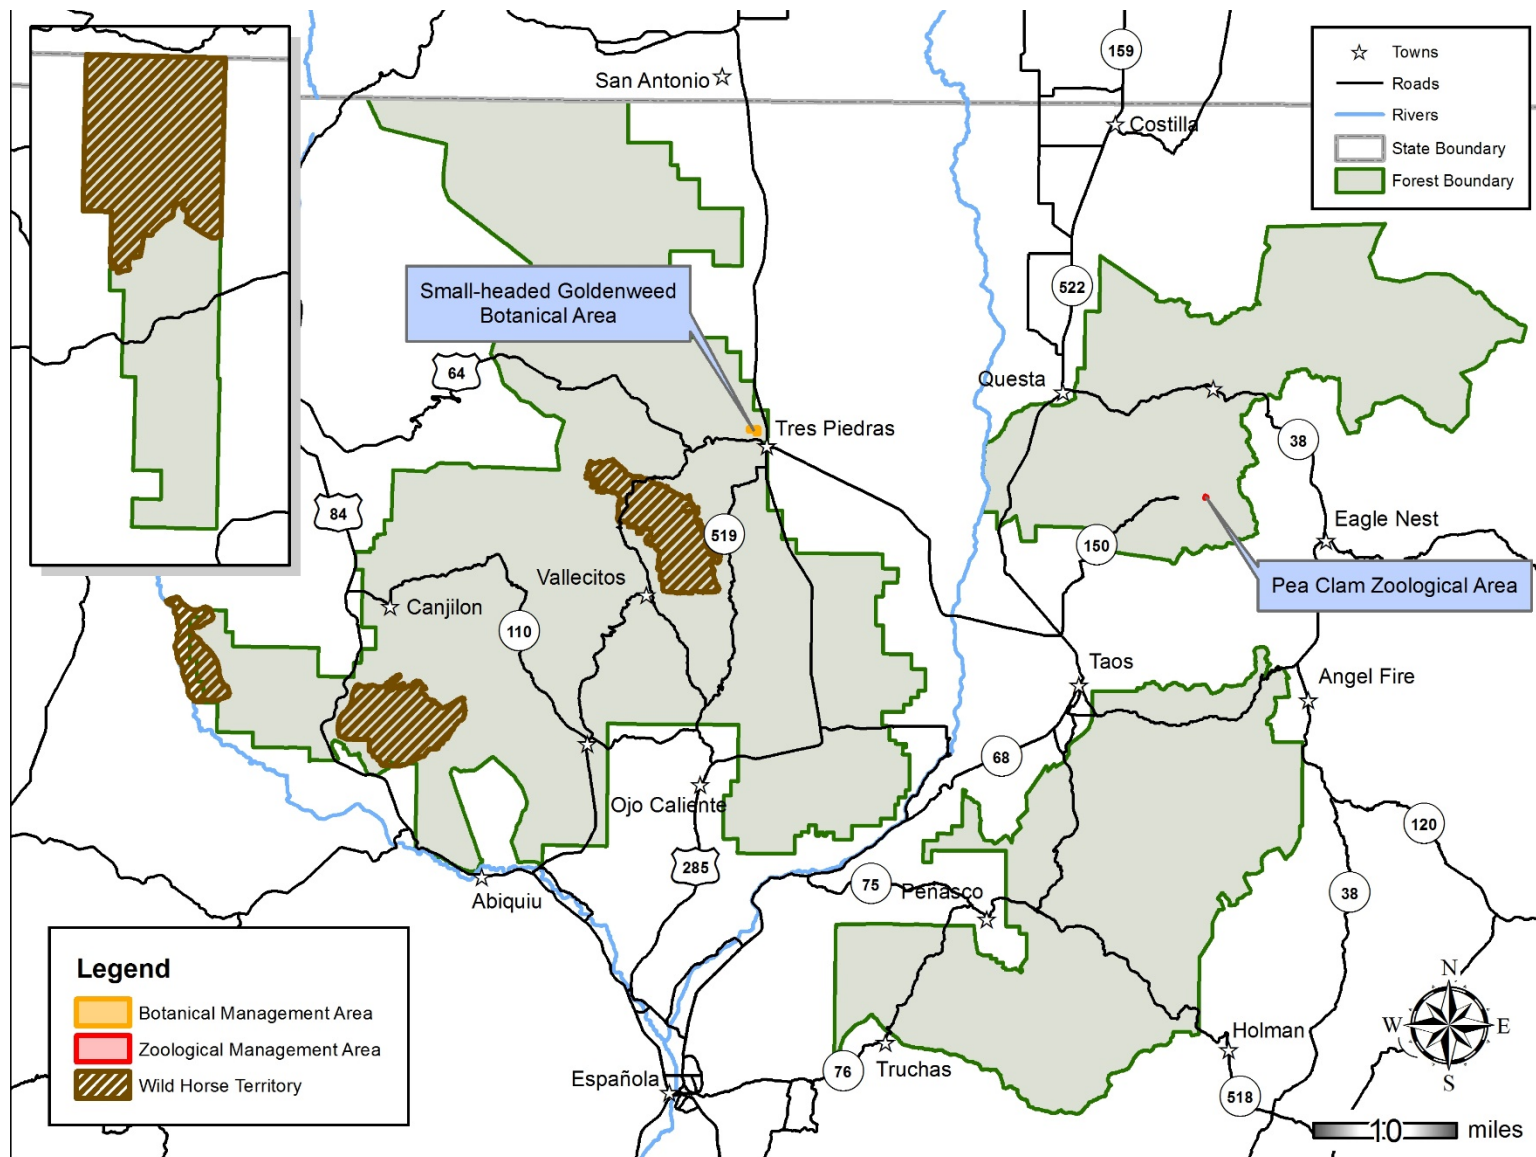 San Antonio
159
Costilla
Towns
Roads
Rivers
State Boundary
Forest Boundary
Small-headed Goldenweed
Botanical Area
522
64
Questa
Tres Piedras
38
84
519
150
Eagle Nest
Vallecitos
Pea Clam Zoological Area
Canjilon
110
Taos
Angel Fire
68
Ojo Caliente
120
285
75
Peñasco
38
Abiquiu
Legend
Botanical Management Area
Zoological Management Area
Wild Horse Territory
N
W
E
S
Holman
Truchas
76
Española
518
10
miles